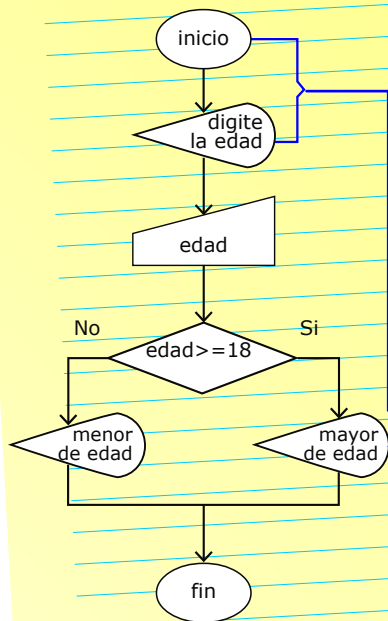 inicio
digite
la edad
edad
edad>=18
No
Si
menor
de edad
mayor
de edad
fin